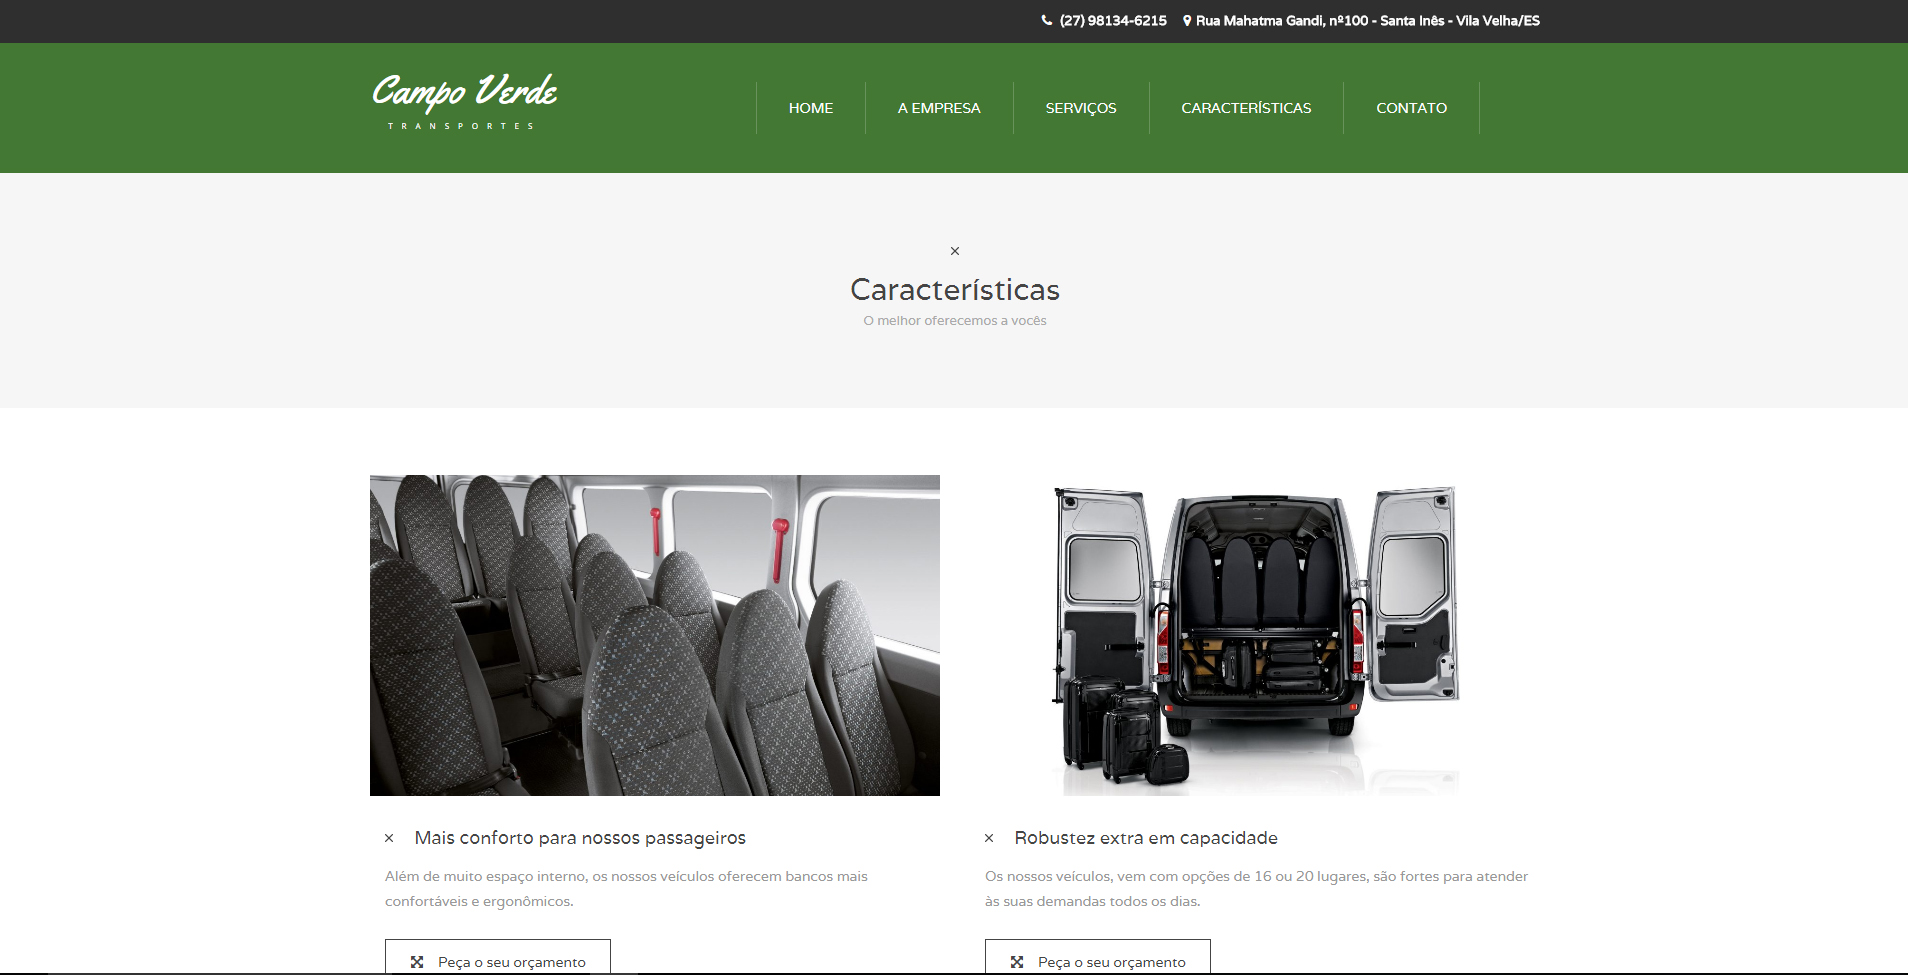 (27) 98134-6215 Rua Mahatma Gandi, nº100 - Santa Inês - Vila Velha/ES
Campo Verde
TRANSPORTES
HOME A EMPRESA SERVIÇOS CARACTERÍSTICAS CONTATO
Características
O melhor oferecemos a vocês
Mais conforto para nossos passageiros
Além de muito espaço interno, os nossos veículos oferecem bancos mais
confortáveis e ergonômicos.
Peça o seu orçamento
Robustez extra em capacidade
Os nossos veículos, vem com opções de 16 ou 20 lugares, são fortes para atender
às suas demandas todos os dias.
Peça o seu orçamento